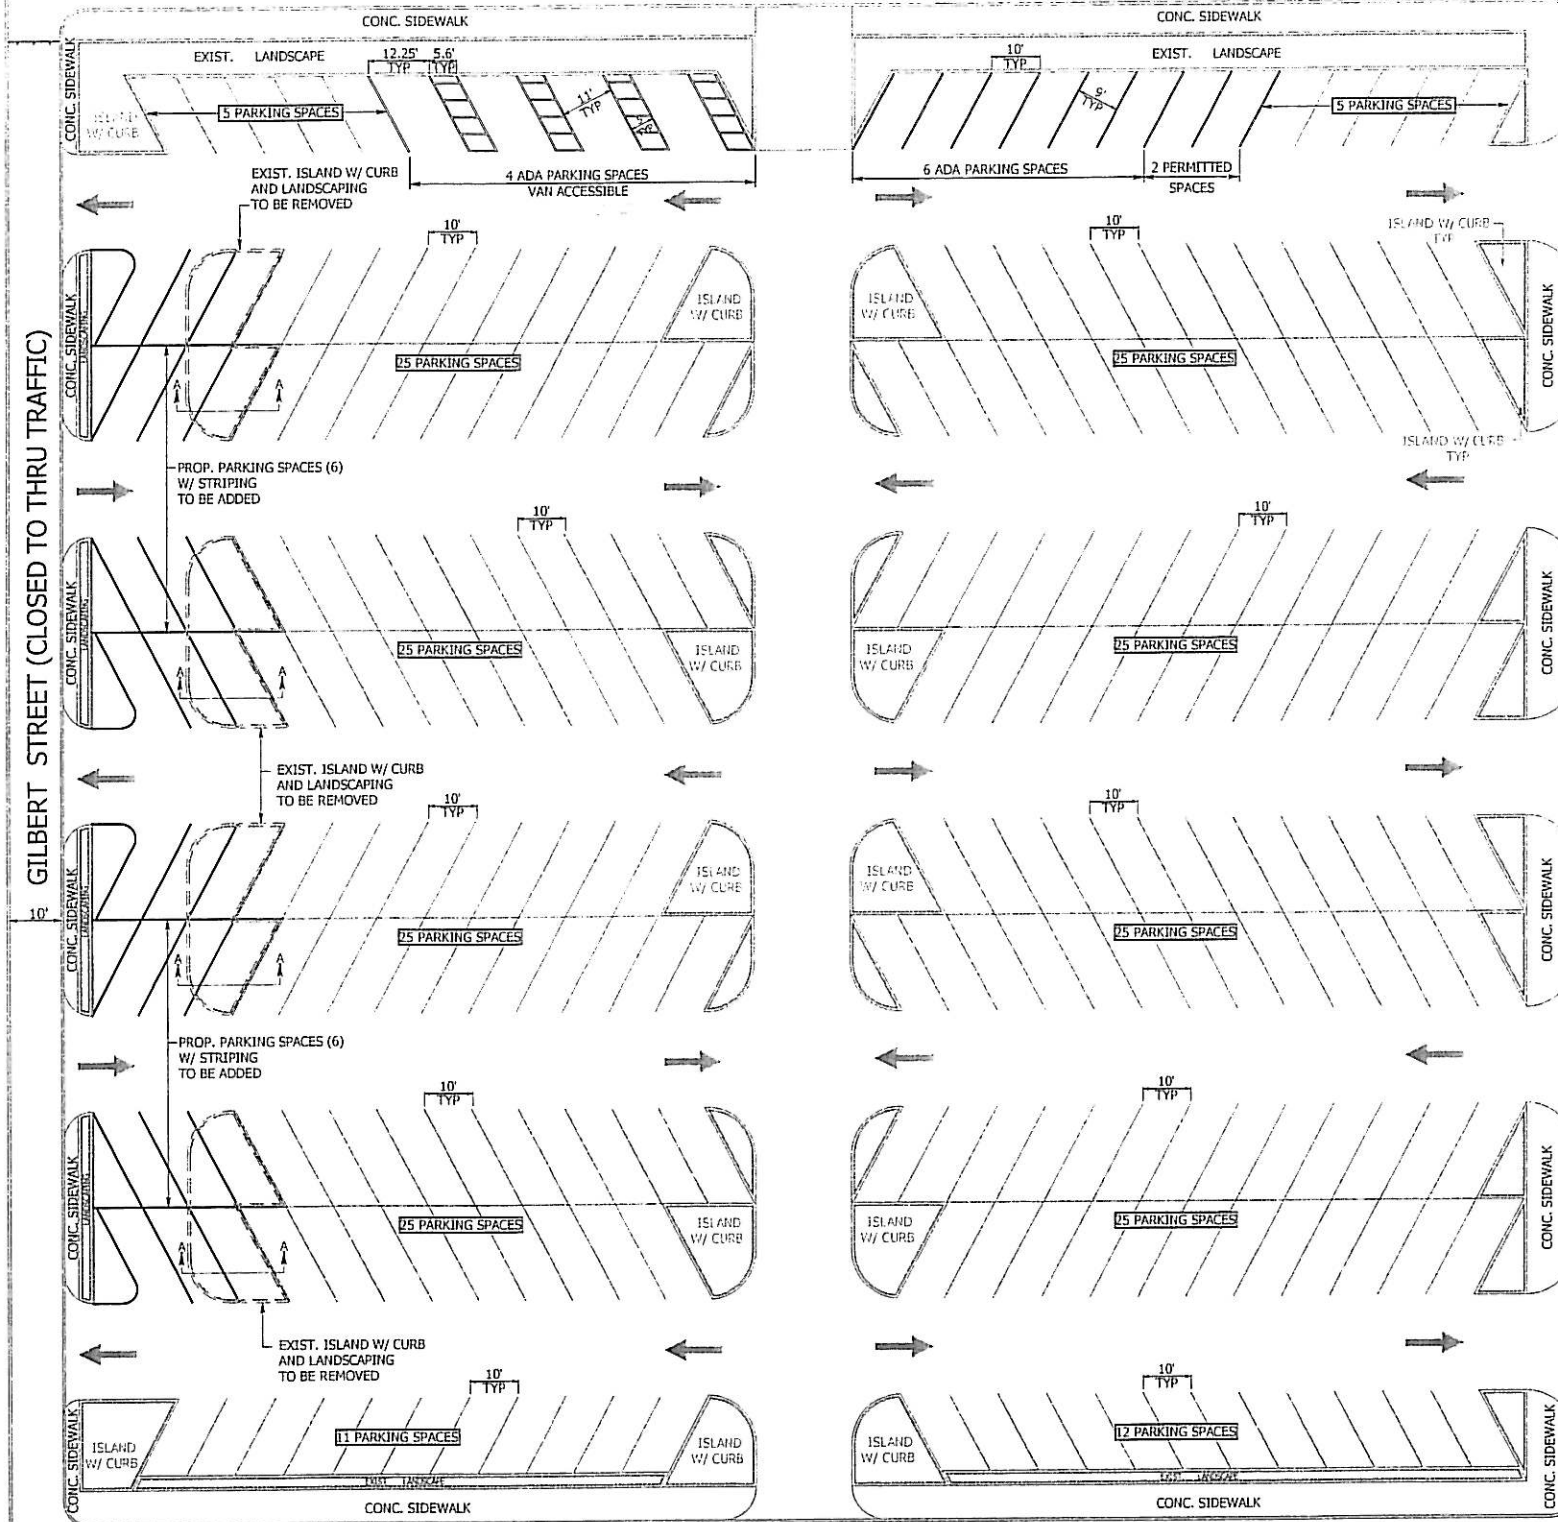 CONC. SIDEWALK
CONC. SIDEWALK
CONC. SIDEWALK
EXIST. LANDSCAPE
12.25'
TYP
5.6'
TYP
10'
TYP
EXIST. LANDSCAPE
ISLAND
W/ CURB
5 PARKING SPACES
11'
TYP
9'
TYP
5 PARKING SPACES
EXIST. ISLAND W/ CURB
AND LANDSCAPING
TO BE REMOVED
4 ADA PARKING SPACES
VAN ACCESSIBLE
6 ADA PARKING SPACES
2 PERMITTED
SPACES
10'
TYP
10'
TYP
ISLAND W/ CURB
TYP
CONC. SIDEWALK
LANDSCAPING
ISLAND
W/ CURB
ISLAND
W/ CURB
CONC. SIDEWALK
25 PARKING SPACES
25 PARKING SPACES
A
A
ISLAND W/ CURB
TYP
GILBERT STREET (CLOSED TO THRU TRAFFIC)
PROP. PARKING SPACES (6)
W/ STRIPING
TO BE ADDED
10'
TYP
10'
TYP
CONC. SIDEWALK
LANDSCAPING
25 PARKING SPACES
ISLAND
W/ CURB
ISLAND
W/ CURB
25 PARKING SPACES
CONC. SIDEWALK
A
A
EXIST. ISLAND W/ CURB
AND LANDSCAPING
TO BE REMOVED
10'
TYP
10'
TYP
10'
CONC. SIDEWALK
LANDSCAPING
ISLAND
W/ CURB
ISLAND
W/ CURB
CONC. SIDEWALK
25 PARKING SPACES
25 PARKING SPACES
A
A
PROP. PARKING SPACES (6)
W/ STRIPING
TO BE ADDED
10'
TYP
10'
TYP
CONC. SIDEWALK
LANDSCAPING
25 PARKING SPACES
ISLAND
W/ CURB
ISLAND
W/ CURB
25 PARKING SPACES
CONC. SIDEWALK
A
A
EXIST. ISLAND W/ CURB
AND LANDSCAPING
TO BE REMOVED
10'
TYP
10'
TYP
CONC. SIDEWALK
ISLAND
W/ CURB
11 PARKING SPACES
ISLAND
W/ CURB
ISLAND
W/ CURB
12 PARKING SPACES
CONC. SIDEWALK
EXIST. LANDSCAPE
EXIST. LANDSCAPE
CONC. SIDEWALK
CONC. SIDEWALK